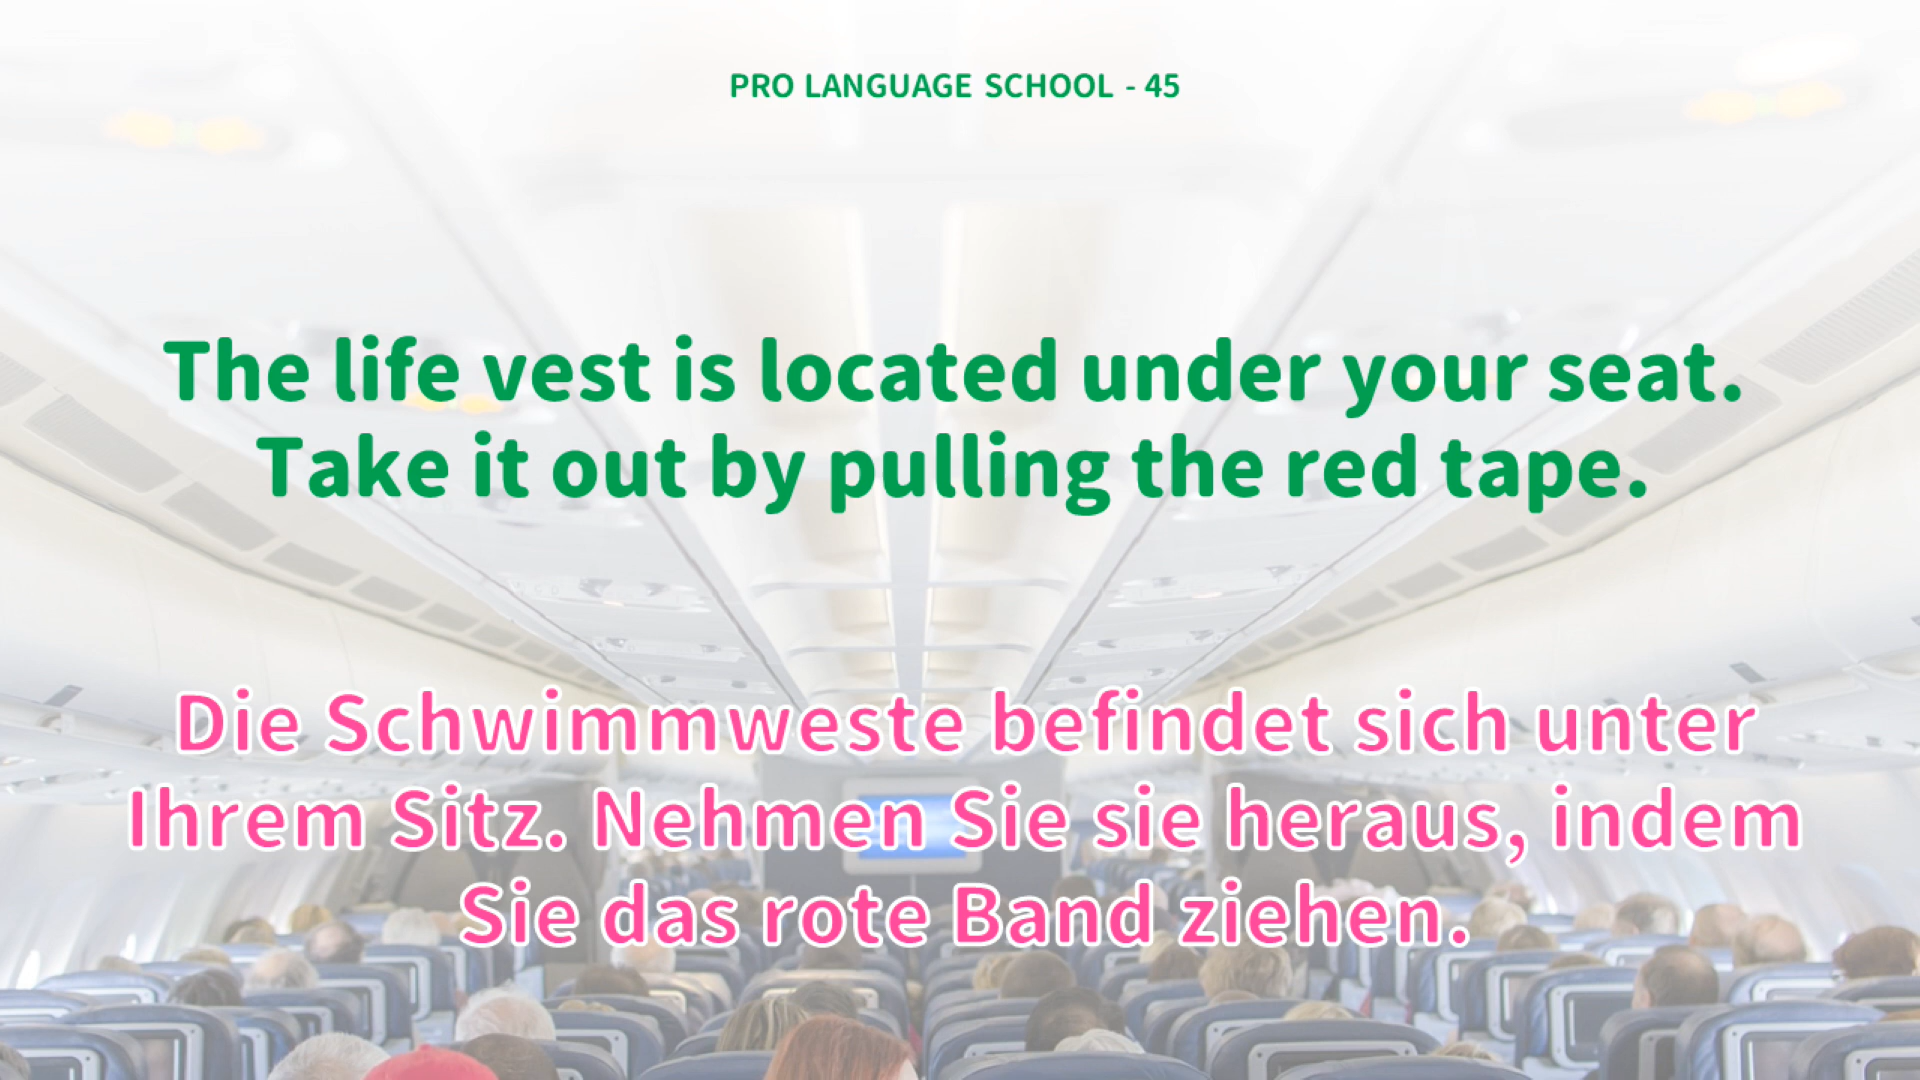 PRO LANGUAGE SCHOOL - 45
The life vest is located under your seat.
Take it out by pulling the red tape.
Die Schwimmweste befindet sich unter
Ihrem Sitz. Nehmen Sie sie heraus, indem
Sie das rote Band ziehen.